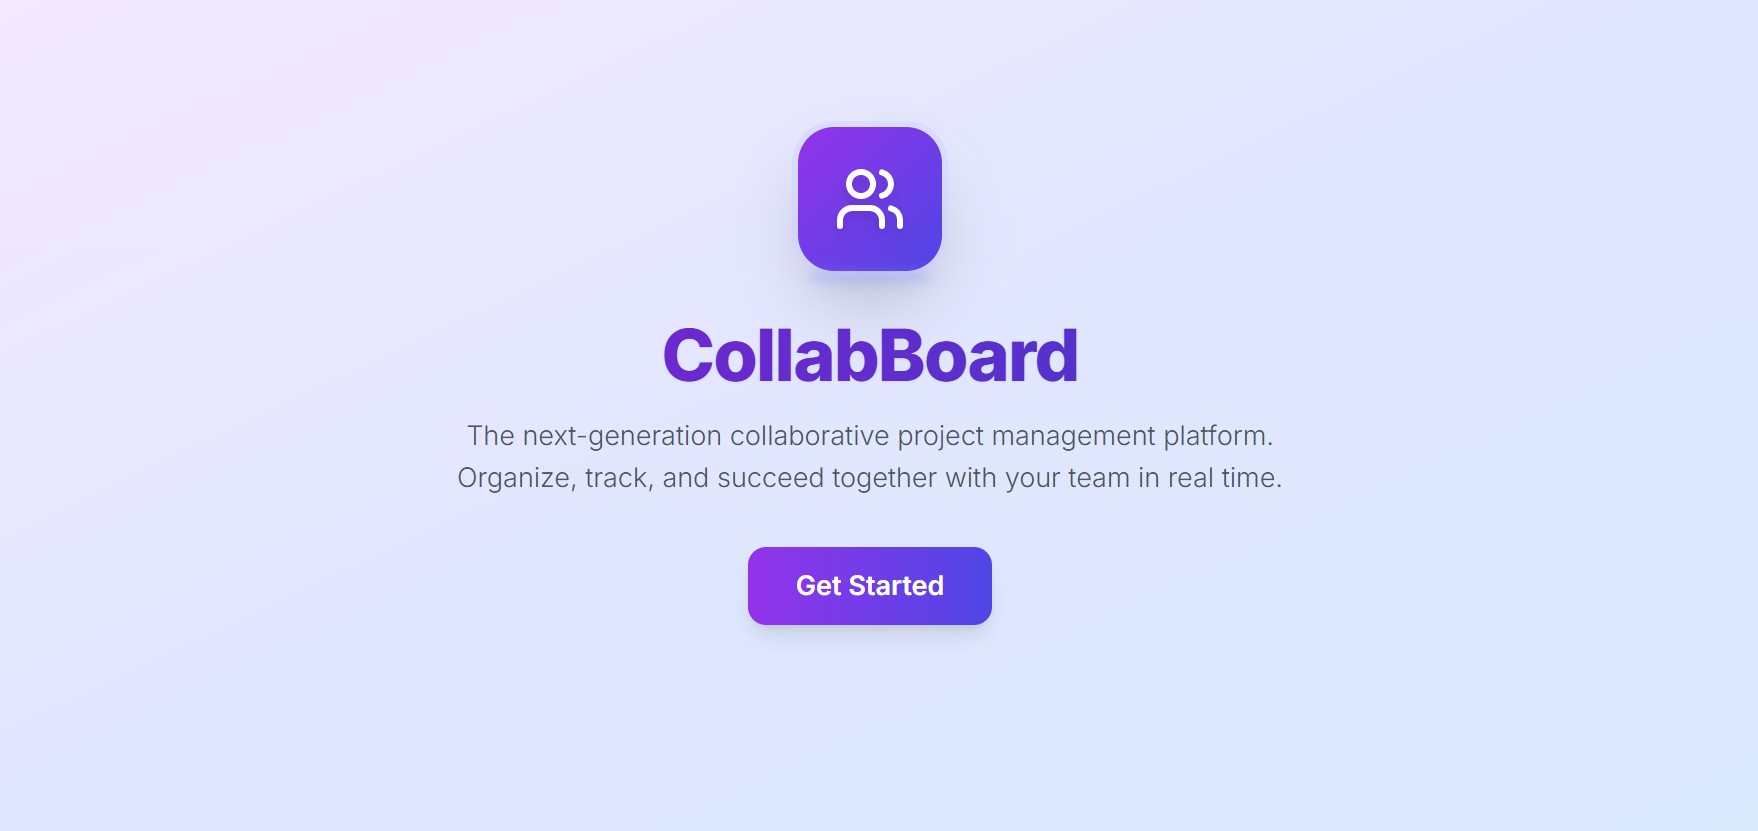 CollabBoard
The next-generation collaborative project management platform.
Organize, track, and succeed together with your team in real time.
Get Started